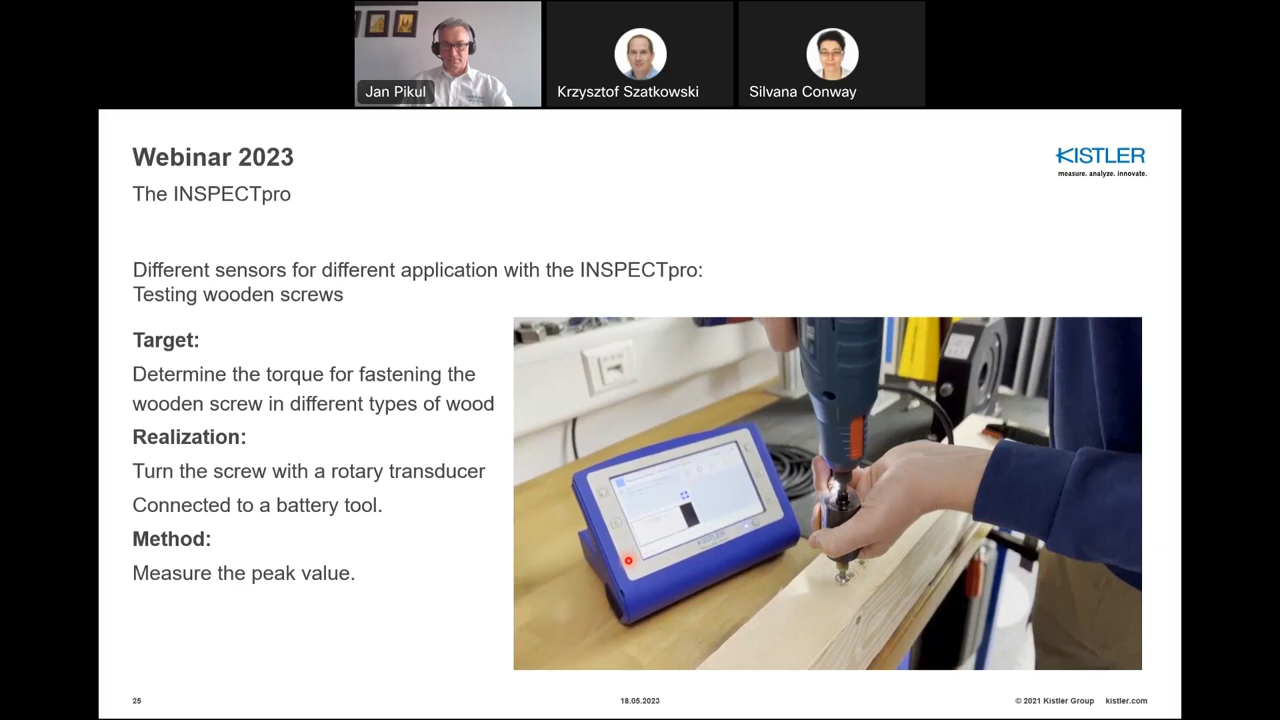 Jan Pikul
Krzysztof Szatkowski
Silvana Conway
Webinar 2023
The INSPECTpro
KISTLER
measure. analyze. innovate.
Different sensors for different application with the INSPECTpro:
Testing wooden screws
Target:
Determine the torque for fastening the
wooden screw in different types of wood
Realization:
Turn the screw with a rotary transducer
Connected to a battery tool.
Method:
Measure the peak value.
KISTLER
25
18.05.2023
© 2021 Kistler Group kistler.com